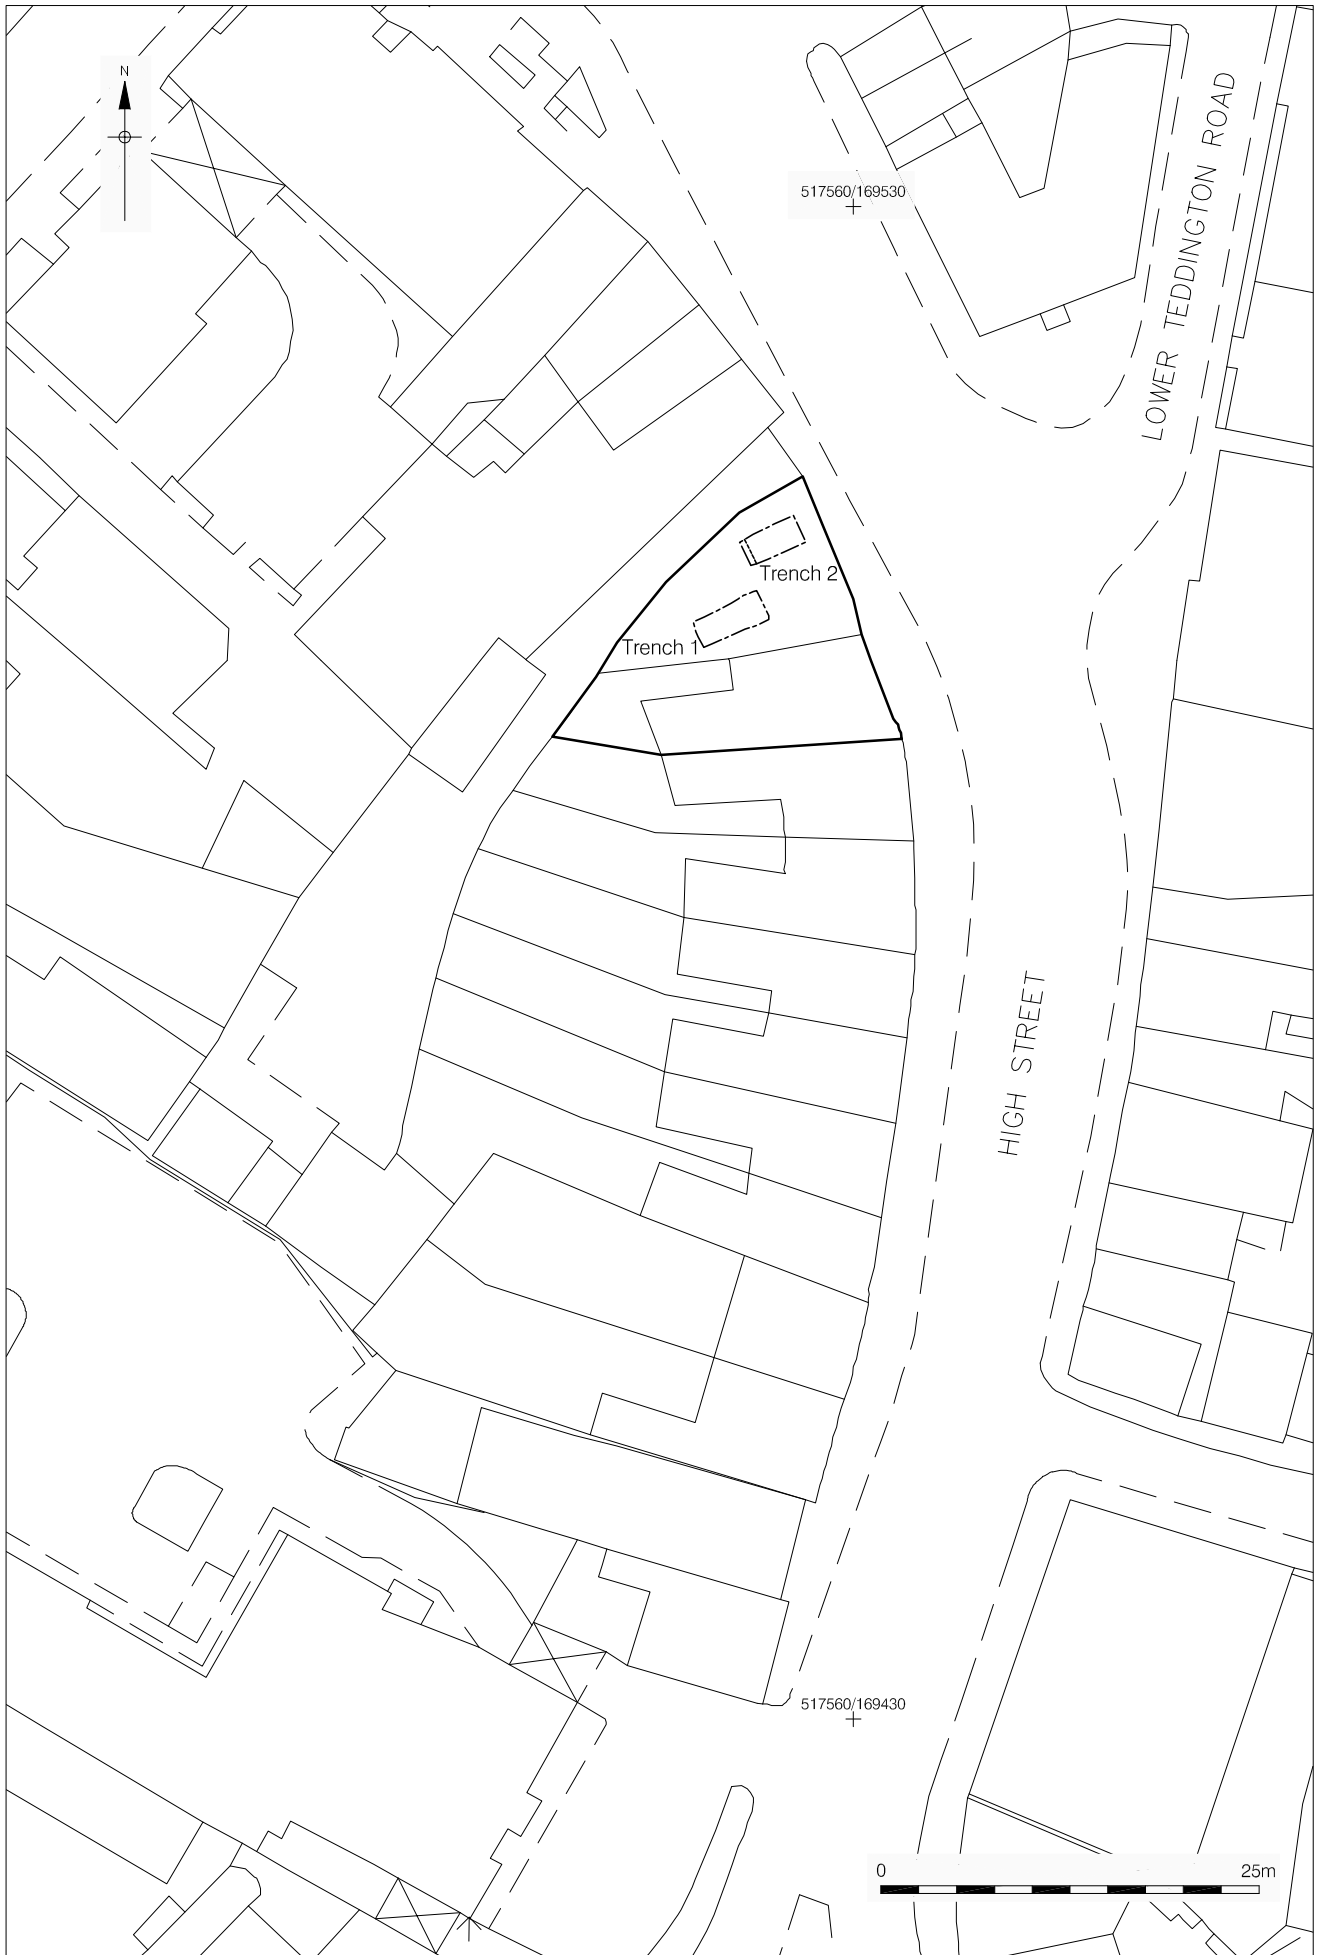 N
517560/169530
LOWER TEDDINGTON ROAD
Trench 2
Trench 1
HIGH STREET
517560/169430
0 25m